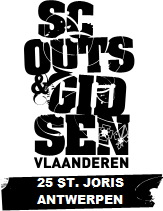 SC
OUTS
&GID
SEN
VLAANDEREN
25 ST. JORIS
ANTWERPEN